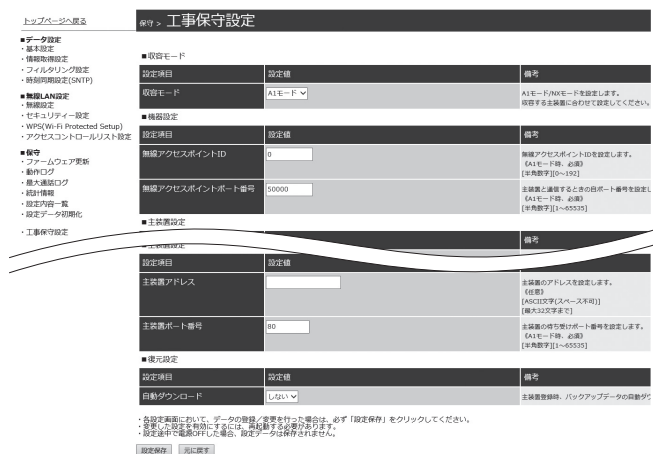 トップページへ戻る
保守 > 工事保守設定
■データ設定
・基本設定
・情報取得設定
・フィルタリング設定
・時刻同期設定(SNTP)
■無線LAN設定
・無線設定
・セキュリティー設定
・WPS(Wi-Fi Protected Setup)
・アクセスコントロールリスト設定
■保守
・ファームウェア更新
・動作ログ
・最大通話ログ
・統計情報
・設定内容一覧
・設定データ初期化
・工事保守設定
■収容モード
設定項目 設定値 備考
収容モード A1モード A1モード/NXモードを設定します。
収容する主装置に合わせて設定してください。
■機器設定
設定項目 設定値 備考
無線アクセスポイントID 0 無線アクセスポイントIDを設定します。
《A1モード時、必須》
[半角数字][0~192]
無線アクセスポイントポート番号 50000 主装置と通信するときの自ポート番号を設定し
《A1モード時、必須》
[半角数字][1~65535]
■主装置設定
備考
■主装置設定
設定項目 設定値 備考
主装置アドレス 主装置のアドレスを設定します。
《任意》
[ASCII文字(スペース不可)]
[最大32文字まで]
主装置ポート番号 80 主装置の待ち受けポート番号を設定します。
《A1モード時、必須》
[半角数字][1~65535]
■復元設定
設定項目 設定値 備考
自動ダウンロード しない 主装置登録時、バックアップデータの自動ダウ
・各設定画面において、データの登録/変更を行った場合は、必ず「設定保存」をクリックしてください。
・変更した設定を有効にするには、再起動する必要があります。
・設定途中で電源OFFした場合、設定データは保存されません。
設定保存 元に戻す